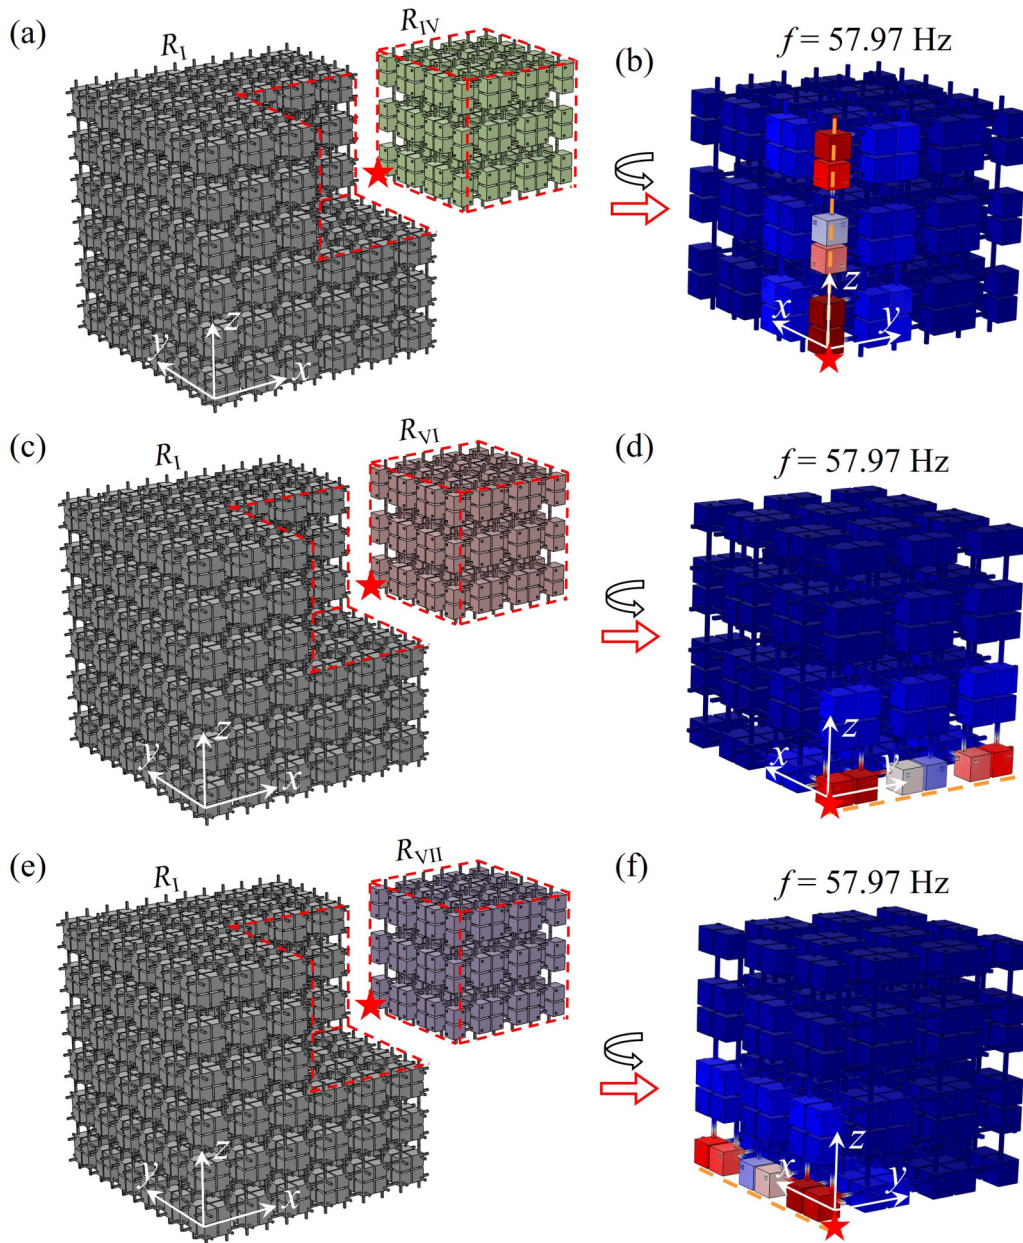 (a)
R_I
R_IV
(b)
f = 57.97 Hz
z
y
x
z
x
y
(c)
R_I
R_VI
(d)
f = 57.97 Hz
z
y
x
z
x
y
(e)
R_I
R_VII
(f)
f = 57.97 Hz
z
y
x
z
x
y